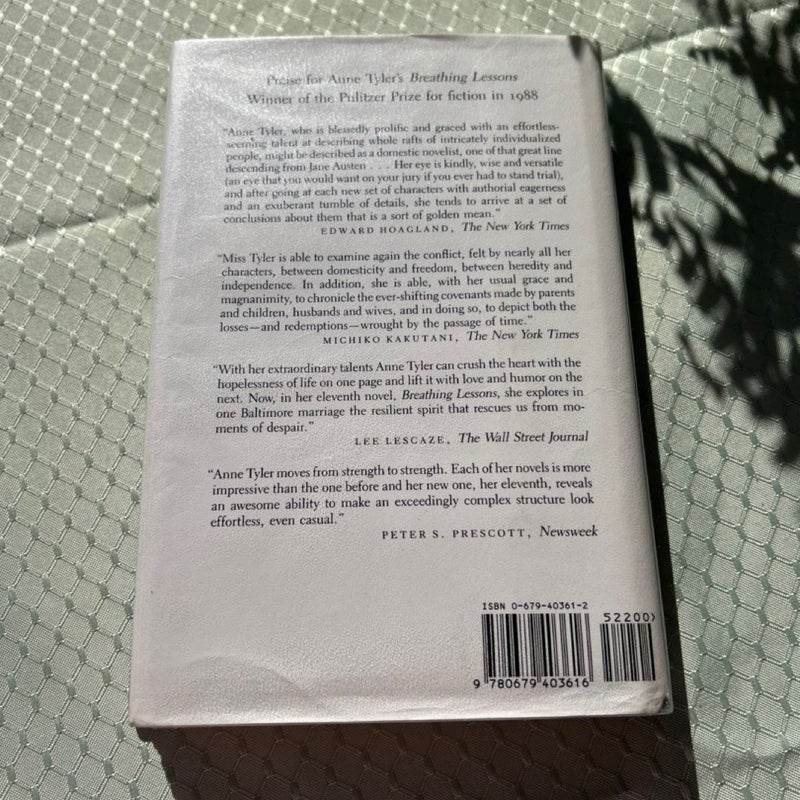 Praise for Anne Tyler's Breathing Lessons
Winner of the Pulitzer Prize for fiction in 1988
"Anne Tyler, who is blessedly prolific and graced with an effortless-
seeming talent at describing whole rafts of intricately individualized
people, might be described as a domestic novelist, one of that great line
descending from Jane Austen . . . Her eye is kindly, wise and versatile
(an eye that you would want on your jury if you ever had to stand trial),
and after going at each new set of characters with authorial eagerness
and an exuberant tumble of details, she tends to arrive at a set of
conclusions about them that is a sort of golden mean."
EDWARD HOAGLAND, The New York Times
"Miss Tyler is able to examine again the conflict, felt by nearly all her
characters, between domesticity and freedom, between heredity and
independence. In addition, she is able, with her usual grace and
magnanimity, to chronicle the ever-shifting covenants made by parents
and children, husbands and wives, and in doing so, to depict both the
losses—and redemptions—wrought by the passage of time."
MICHIKO KAKUTANI, The New York Times
"With her extraordinary talents Anne Tyler can crush the heart with the
hopelessness of life on one page and lift it with love and humor on the
next. Now, in her eleventh novel, Breathing Lessons, she explores in
one Baltimore marriage the resilient spirit that rescues us from mo-
ments of despair."
LEE LESCAZE, The Wall Street Journal
"Anne Tyler moves from strength to strength. Each of her novels is more
impressive than the one before and her new one, her eleventh, reveals
an awesome ability to make an exceedingly complex structure look
effortless, even casual."
PETER S. PRESCOTT, Newsweek
ISBN 0-679-40361-2
52200>
9 780679 403616